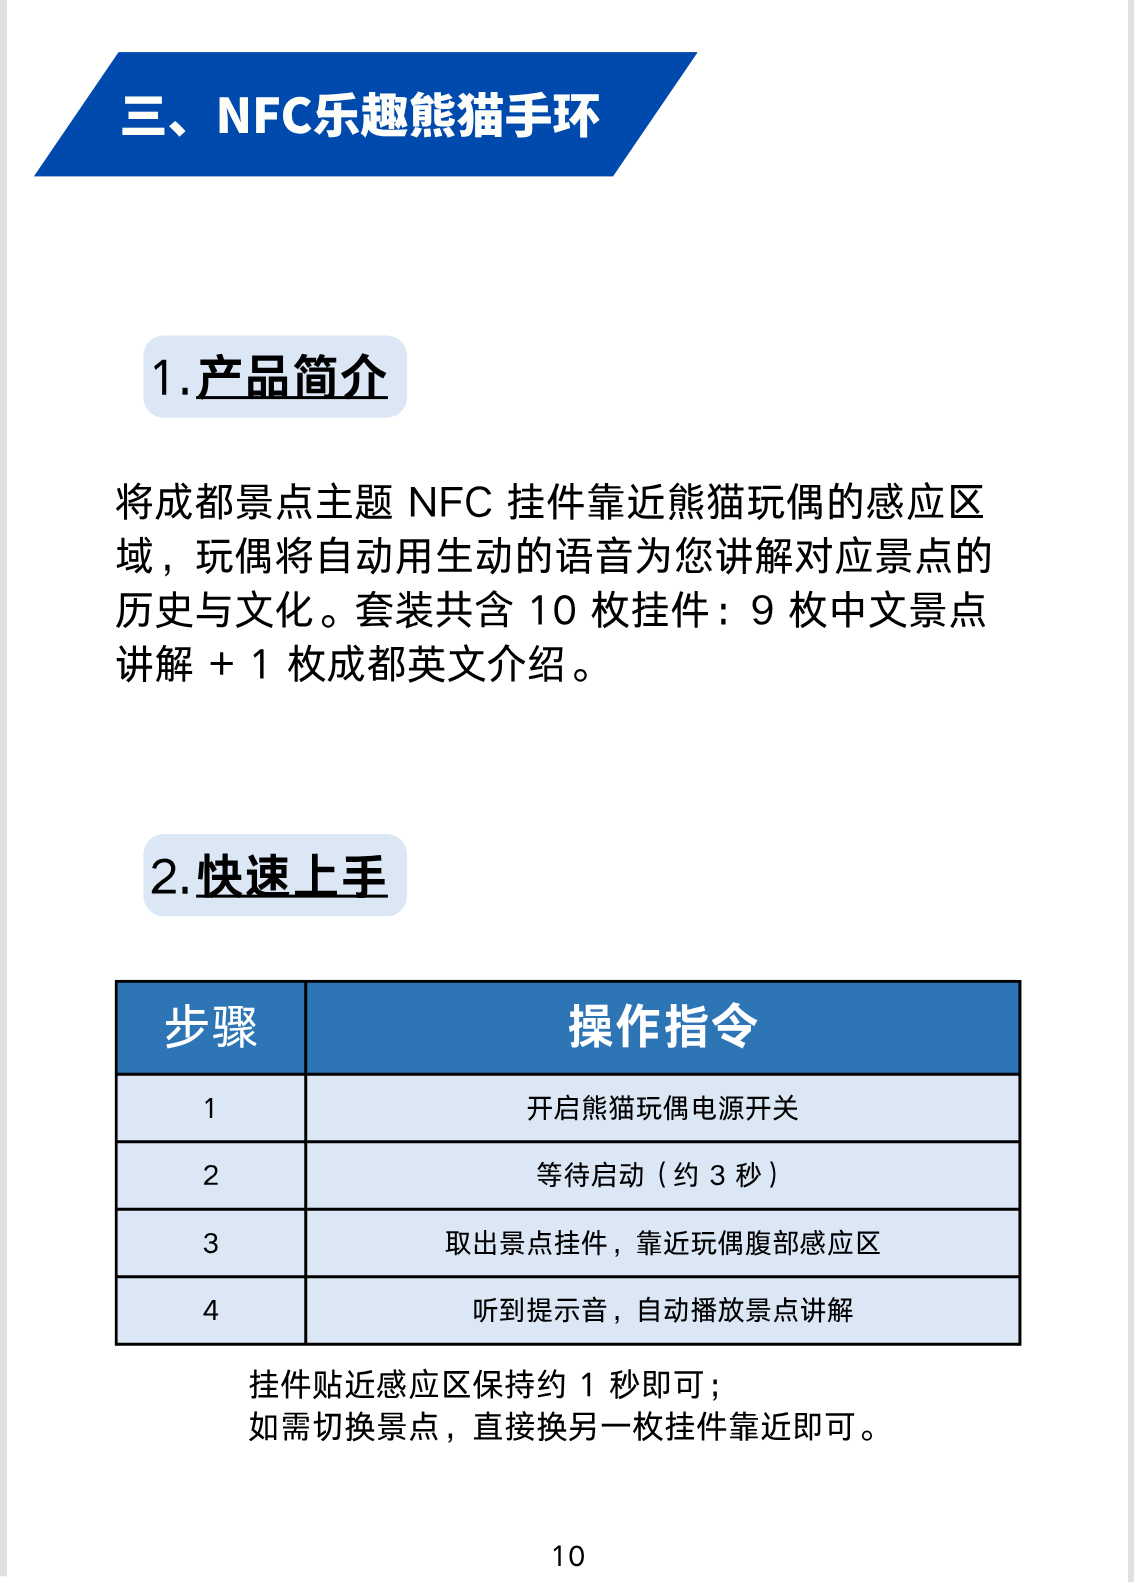 三、NFC乐趣熊猫手环
1.产品简介
将成都景点主题 NFC 挂件靠近熊猫玩偶的感应区
域，玩偶将自动用生动的语音为您讲解对应景点的
历史与文化。套装共含 10 枚挂件：9 枚中文景点
讲解 + 1 枚成都英文介绍。
2.快速上手
步骤 操作指令
1 开启熊猫玩偶电源开关
2 等待启动（约 3 秒）
3 取出景点挂件，靠近玩偶腹部感应区
4 听到提示音，自动播放景点讲解
挂件贴近感应区保持约 1 秒即可；
如需切换景点，直接换另一枚挂件靠近即可。
10